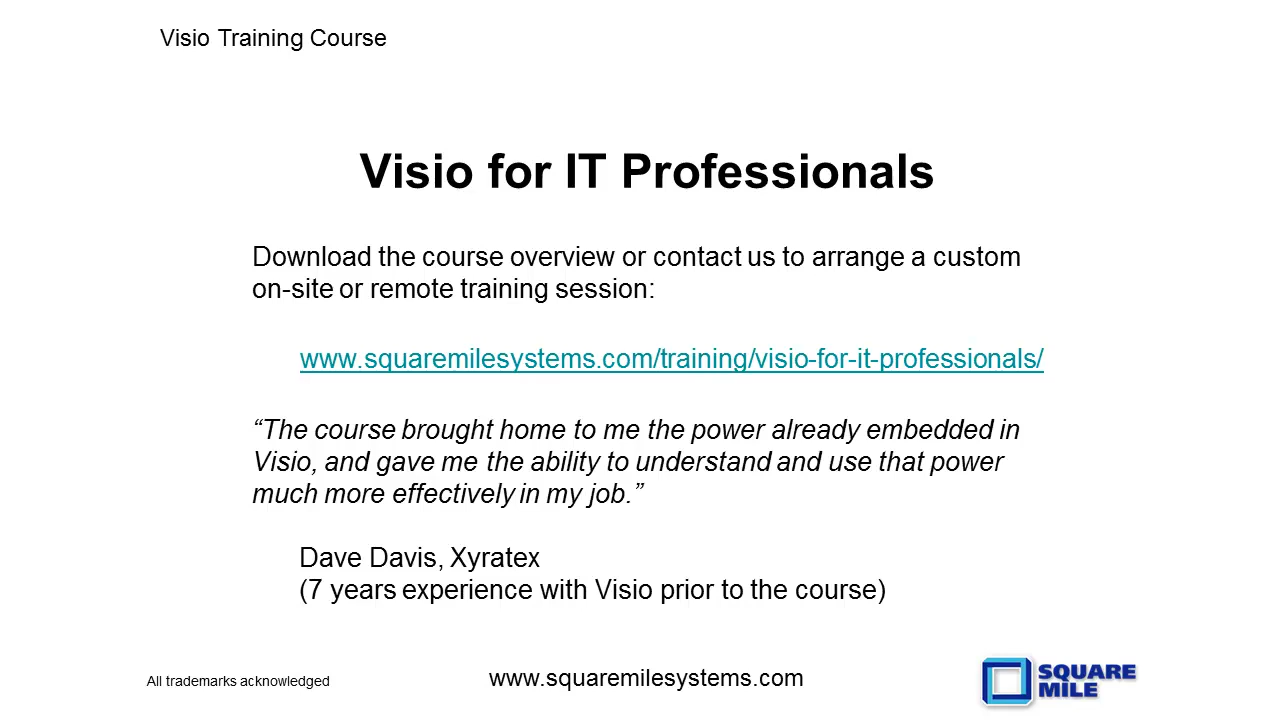 Visio Training Course
Visio for IT Professionals
Download the course overview or contact us to arrange a custom
on-site or remote training session:
www.squaremilesystems.com/training/visio-for-it-professionals/
“The course brought home to me the power already embedded in
Visio, and gave me the ability to understand and use that power
much more effectively in my job.”
Dave Davis, Xyratex
(7 years experience with Visio prior to the course)
All trademarks acknowledged
www.squaremilesystems.com
SQUARE
MILE